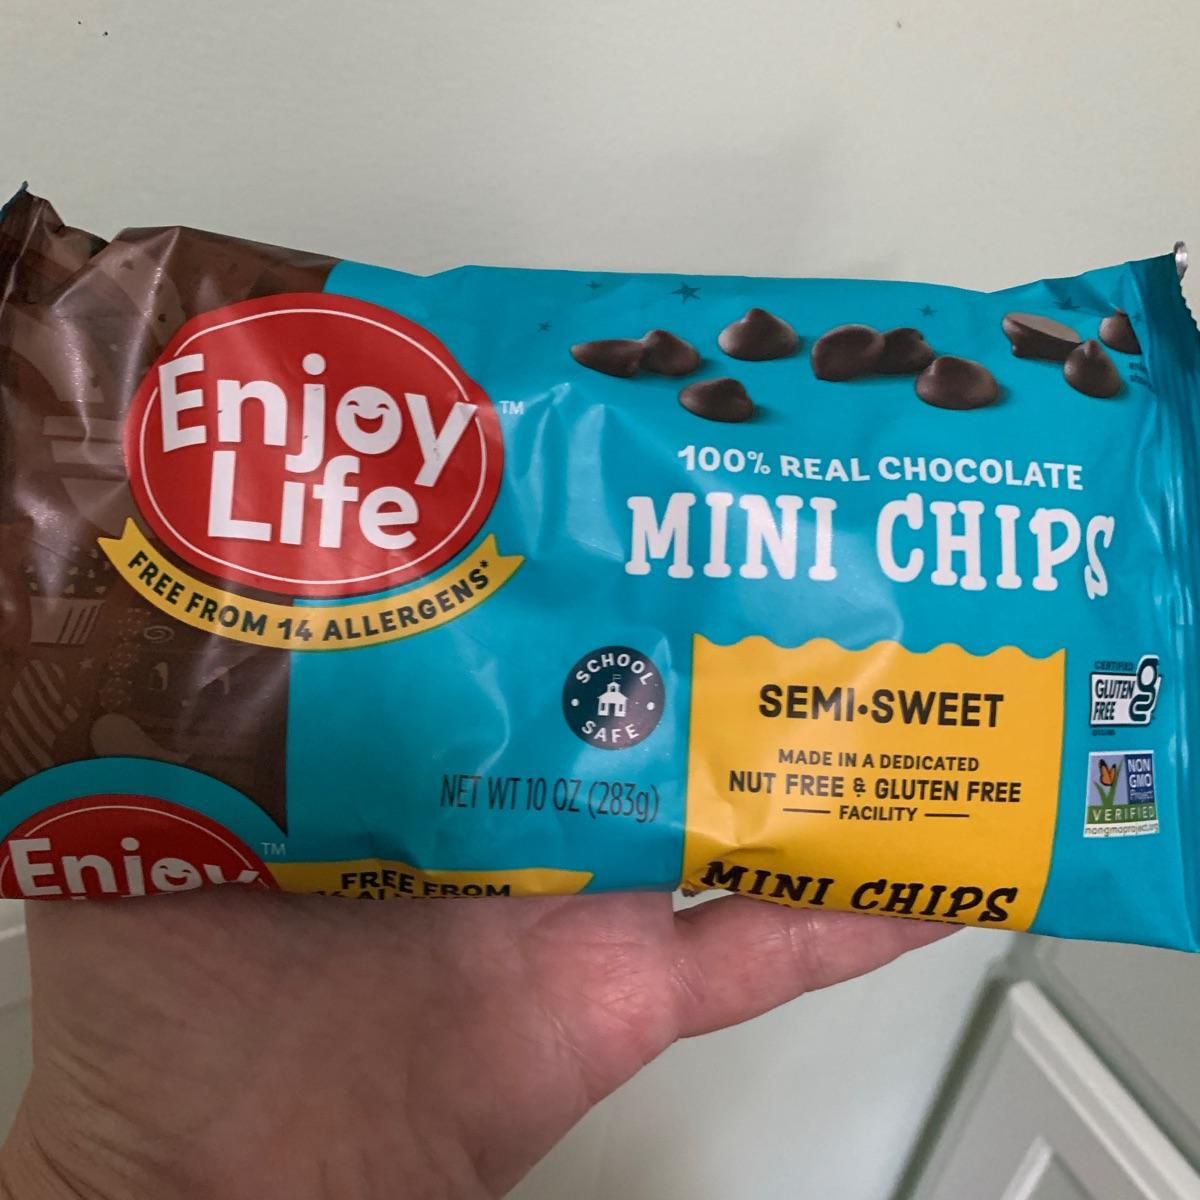 Enjoy
Life
TM
FREE FROM 14 ALLERGENS*
100% REAL CHOCOLATE
MINI CHIPS
SCHOOL
SAFE
SEMI•SWEET
MADE IN A DEDICATED
NUT FREE & GLUTEN FREE
FACILITY
NET WT 10 OZ (283g)
CERTIFIED
GLUTEN
FREE
NON
GMO
Project
VERIFIED
nongmoproject.org
Enjoy
TM
FREE FROM
MINI CHIPS